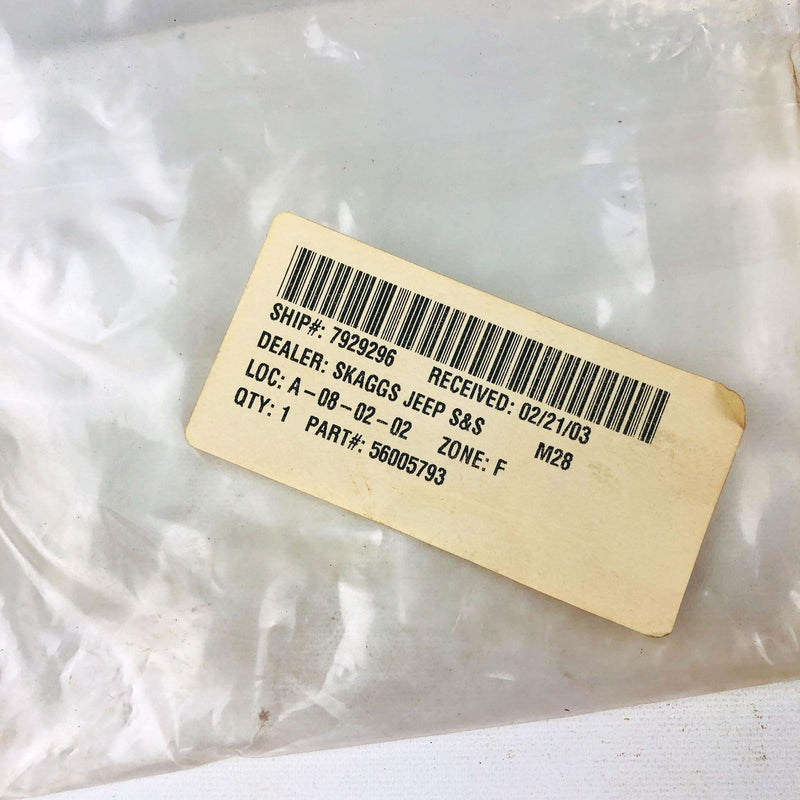 SHIP#: 7929296 RECEIVED: 02/21/03
DEALER: SKAGGS JEEP S&S M28
LOC: A-08-02-02 ZONE: F
QTY: 1 PART#: 56005793